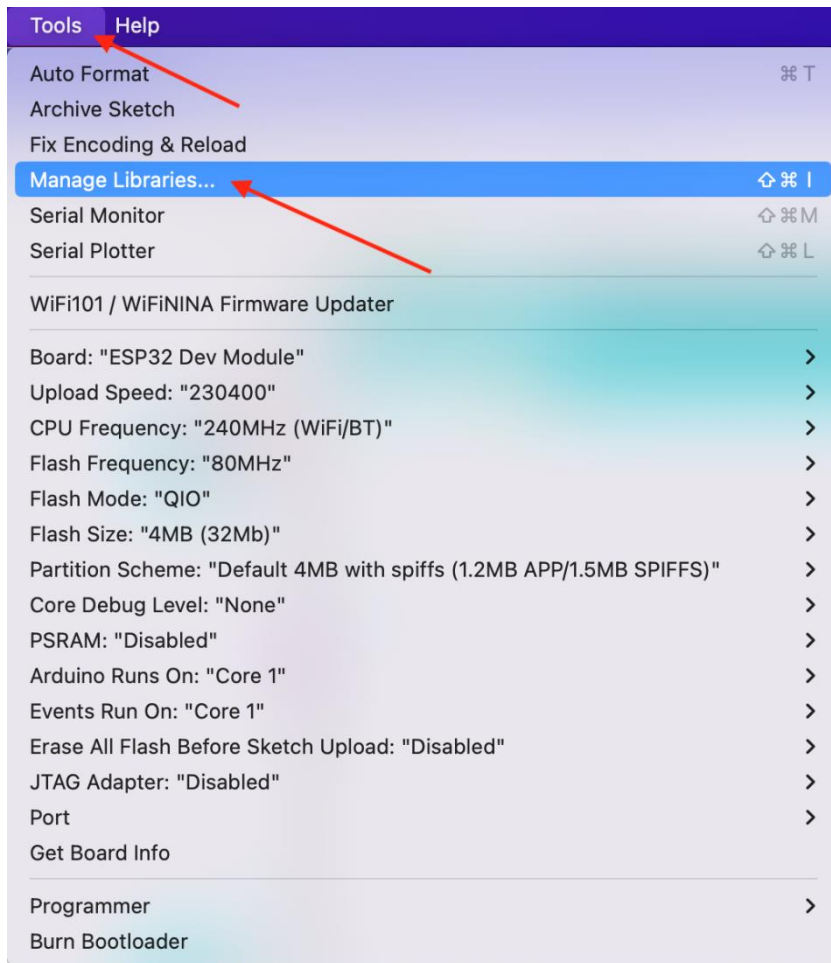 Tools Help
Auto Format ⌘ T
Archive Sketch
Fix Encoding & Reload
Manage Libraries... ⇧ ⌘ I
Serial Monitor ⇧ ⌘ M
Serial Plotter ⇧ ⌘ L
WiFi101 / WiFiNINA Firmware Updater
Board: "ESP32 Dev Module"
Upload Speed: "230400"
CPU Frequency: "240MHz (WiFi/BT)"
Flash Frequency: "80MHz"
Flash Mode: "QIO"
Flash Size: "4MB (32Mb)"
Partition Scheme: "Default 4MB with spiffs (1.2MB APP/1.5MB SPIFFS)"
Core Debug Level: "None"
PSRAM: "Disabled"
Arduino Runs On: "Core 1"
Events Run On: "Core 1"
Erase All Flash Before Sketch Upload: "Disabled"
JTAG Adapter: "Disabled"
Port
Get Board Info
Programmer
Burn Bootloader